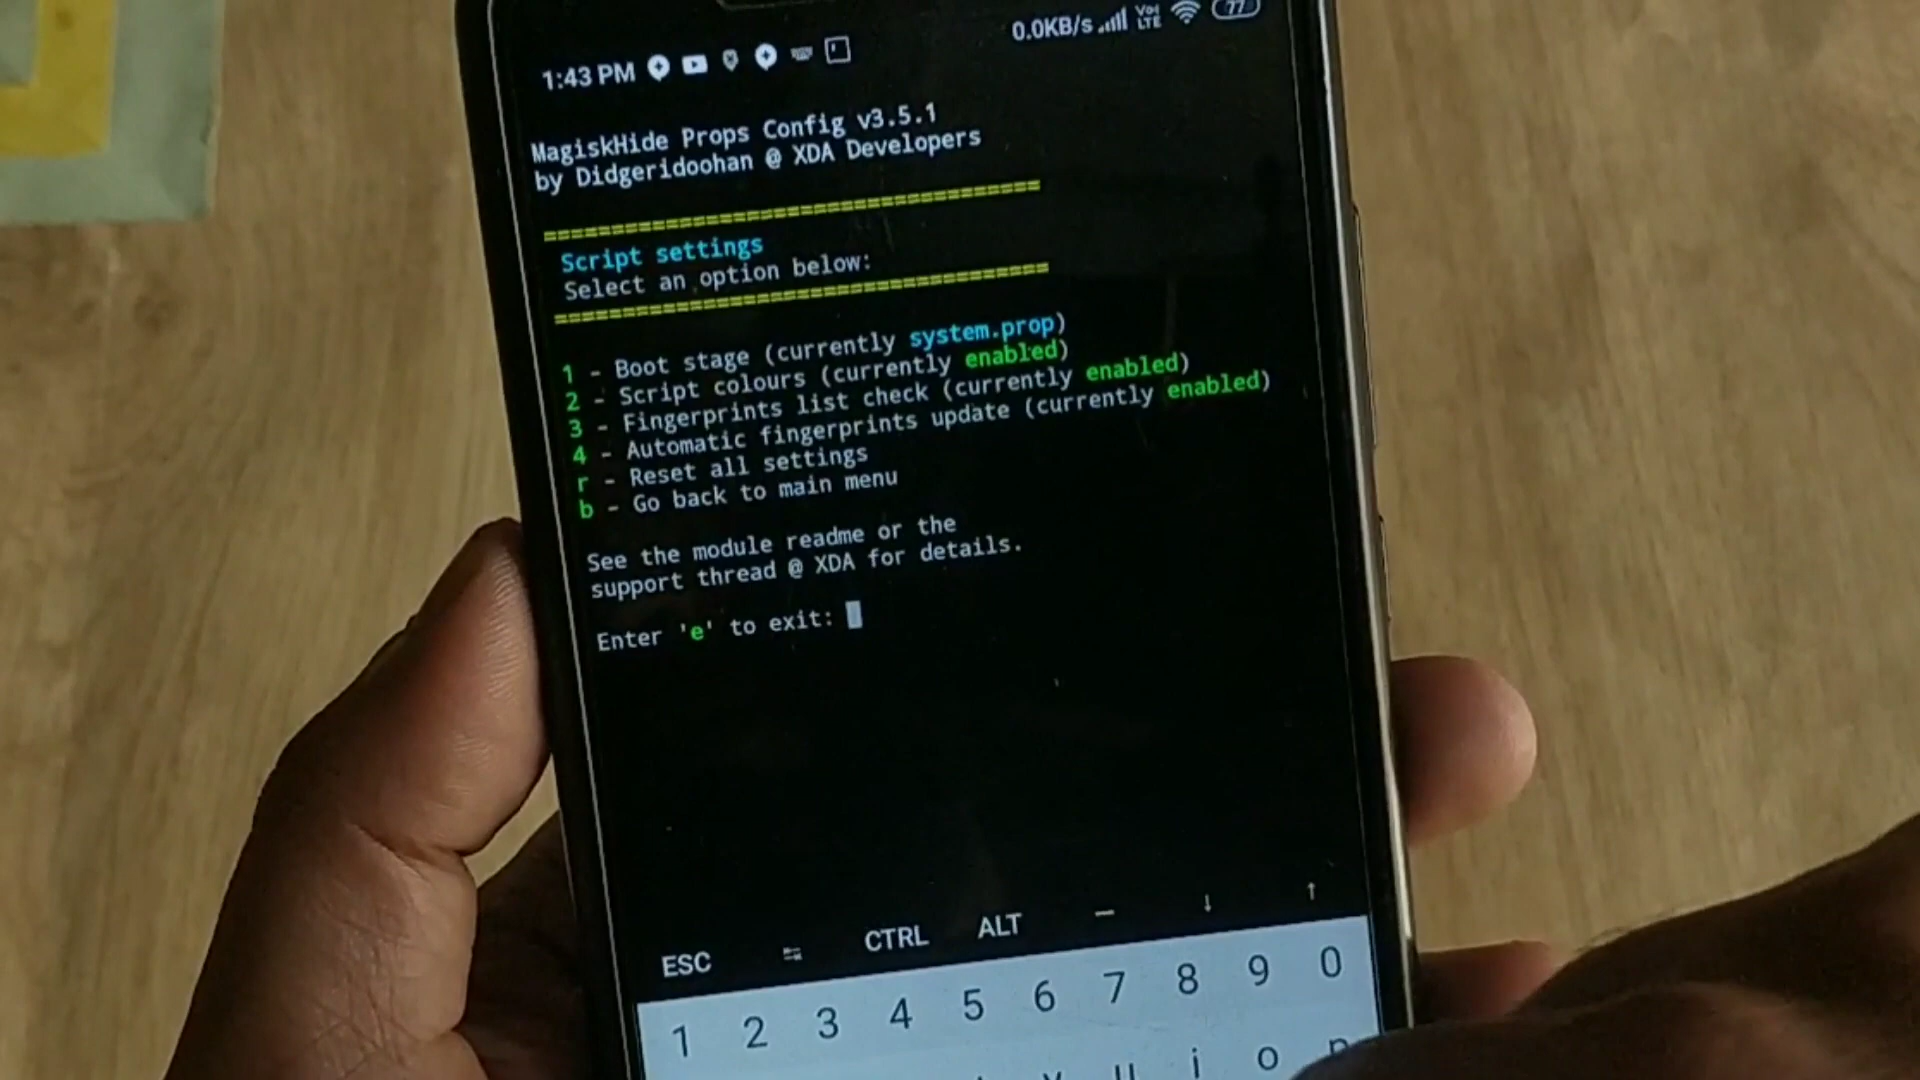 1:43 PM 0.0KB/s Vo) LTE 77
MagiskHide Props Config v3.5.1
by Didgeridoohan @ XDA Developers
=====================================
Script settings
Select an option below:
=====================================
1 - Boot stage (currently system.prop)
2 - Script colours (currently enabled)
3 - Fingerprints list check (currently enabled)
4 - Automatic fingerprints update (currently enabled)
r - Reset all settings
b - Go back to main menu
See the module readme or the
support thread @ XDA for details.
Enter 'e' to exit:
ESC ⇆ CTRL ALT — ↓ ↑
1 2 3 4 5 6 7 8 9 0
y u i o p